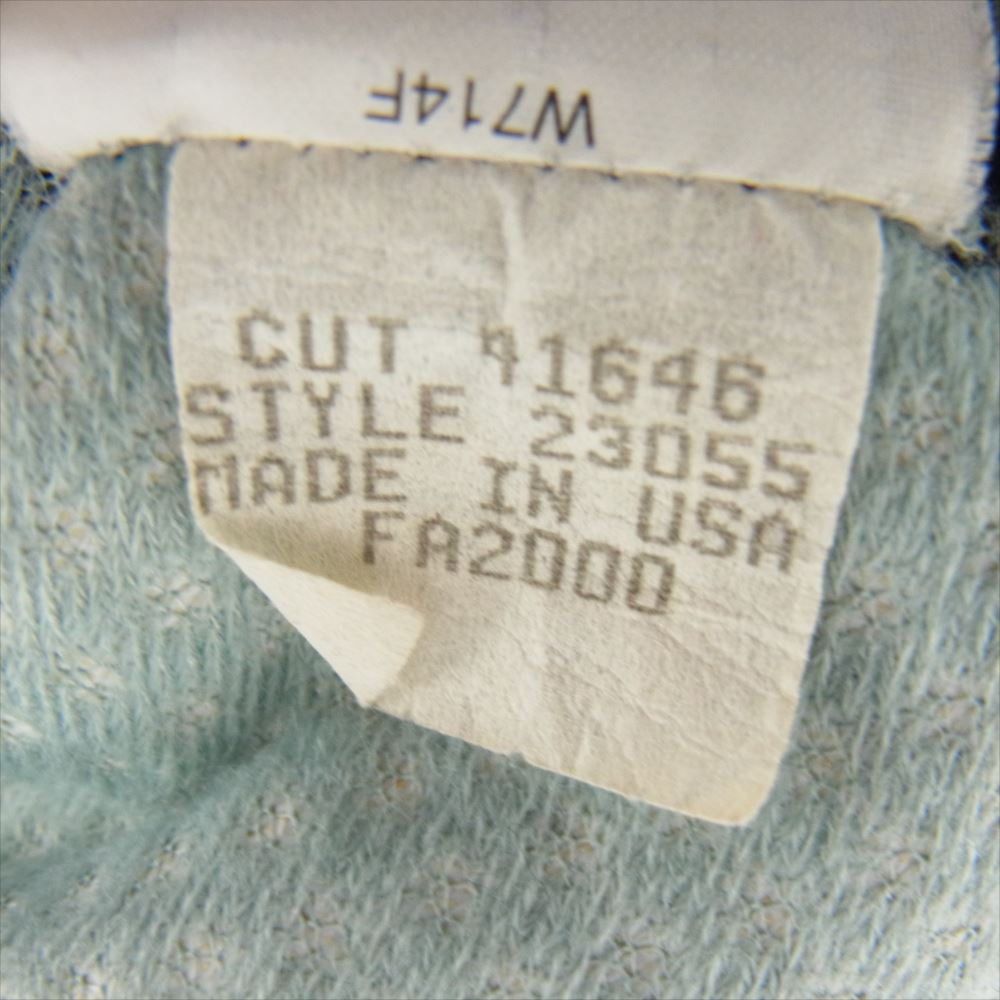 W714F
CUT 41646
STYLE 23055
MADE IN USA
FA2000